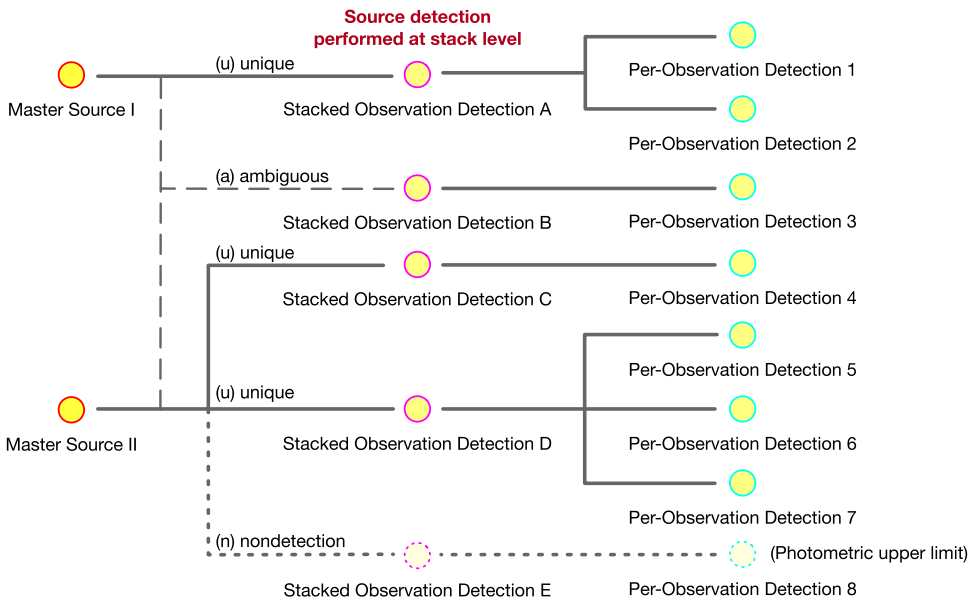 Source detection
performed at stack level
(u) unique
Master Source I
Stacked Observation Detection A
Per-Observation Detection 1
Per-Observation Detection 2
(a) ambiguous
Stacked Observation Detection B
Per-Observation Detection 3
(u) unique
Stacked Observation Detection C
Per-Observation Detection 4
Per-Observation Detection 5
(u) unique
Master Source II
Stacked Observation Detection D
Per-Observation Detection 6
Per-Observation Detection 7
(n) nondetection
(Photometric upper limit)
Stacked Observation Detection E
Per-Observation Detection 8